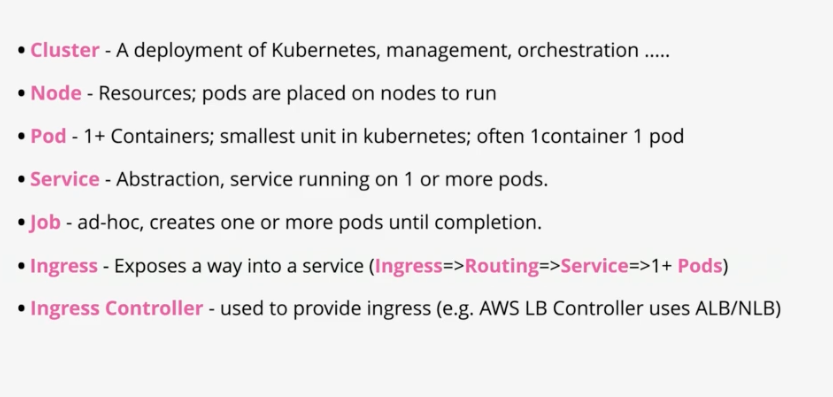 • Cluster - A deployment of Kubernetes, management, orchestration .....
• Node - Resources; pods are placed on nodes to run
• Pod - 1+ Containers; smallest unit in kubernetes; often 1container 1 pod
• Service - Abstraction, service running on 1 or more pods.
• Job - ad-hoc, creates one or more pods until completion.
• Ingress - Exposes a way into a service (Ingress=>Routing=>Service=>1+ Pods)
• Ingress Controller - used to provide ingress (e.g. AWS LB Controller uses ALB/NLB)